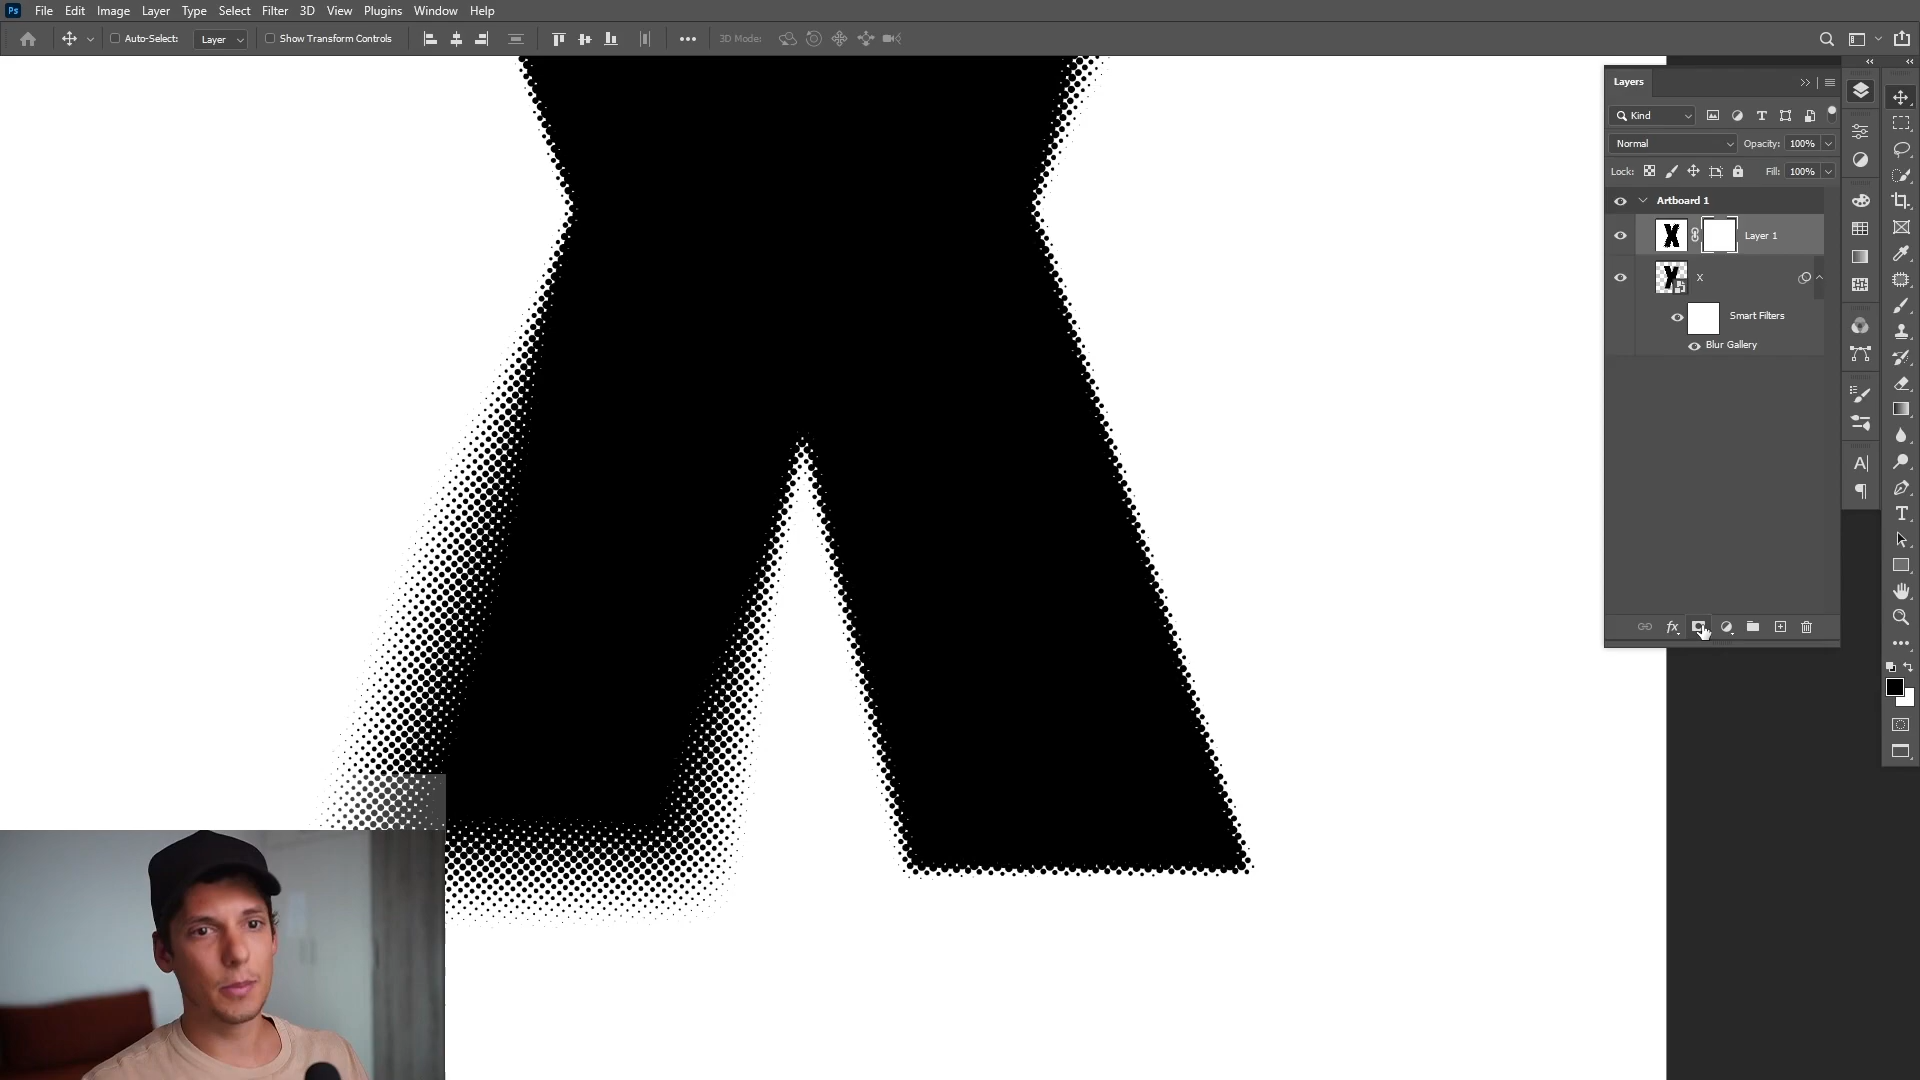 Ps File Edit Image Layer Type Select Filter 3D View Plugins Window Help
Auto-Select: Layer Show Transform Controls 3D Mode:
Layers
Kind
Normal Opacity: 100%
Lock: Fill: 100%
Artboard 1
Layer 1
X
Smart Filters
Blur Gallery
fx